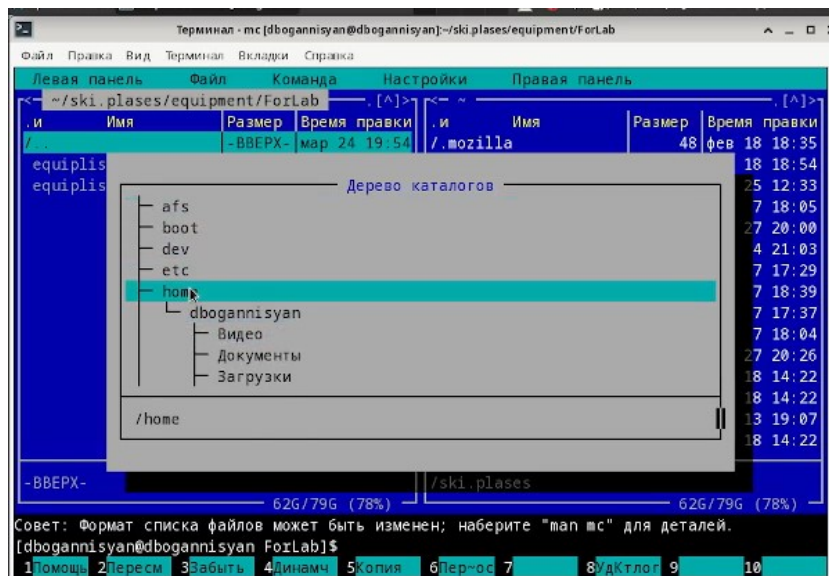 Терминал - mc [dbogannisyan@dbogannisyan]:~/ski.plases/equipment/ForLab
Файл Правка Вид Терминал Вкладки Справка
Левая панель Файл Команда Настройки Правая панель
<— ~/ski.plases/equipment/ForLab .[^]> <— ~ .[^]>
.и Имя Размер Время правки .и Имя Размер Время правки
/.. -ВВЕРХ- мар 24 19:54 /.mozilla 48 фев 18 18:35
equiplis 18 18:54
equiplis Дерево каталогов 25 12:33
afs 7 18:05
boot 27 20:00
dev 4 21:03
etc 7 17:29
home 7 18:39
dbogannisyan 7 17:37
Видео 7 18:04
Документы 27 20:26
Загрузки 18 14:22
18 14:22
/home 13 19:07
18 14:22
-ВВЕРХ- /ski.plases
62G/79G (78%) 62G/79G (78%)
Совет: Формат списка файлов может быть изменен; наберите "man mc" для деталей.
[dbogannisyan@dbogannisyan ForLab]$
1Помощь 2Пересм 3Забыть 4Динамч 5Копия 6Пер~ос 7 8УдКтлог 9 10